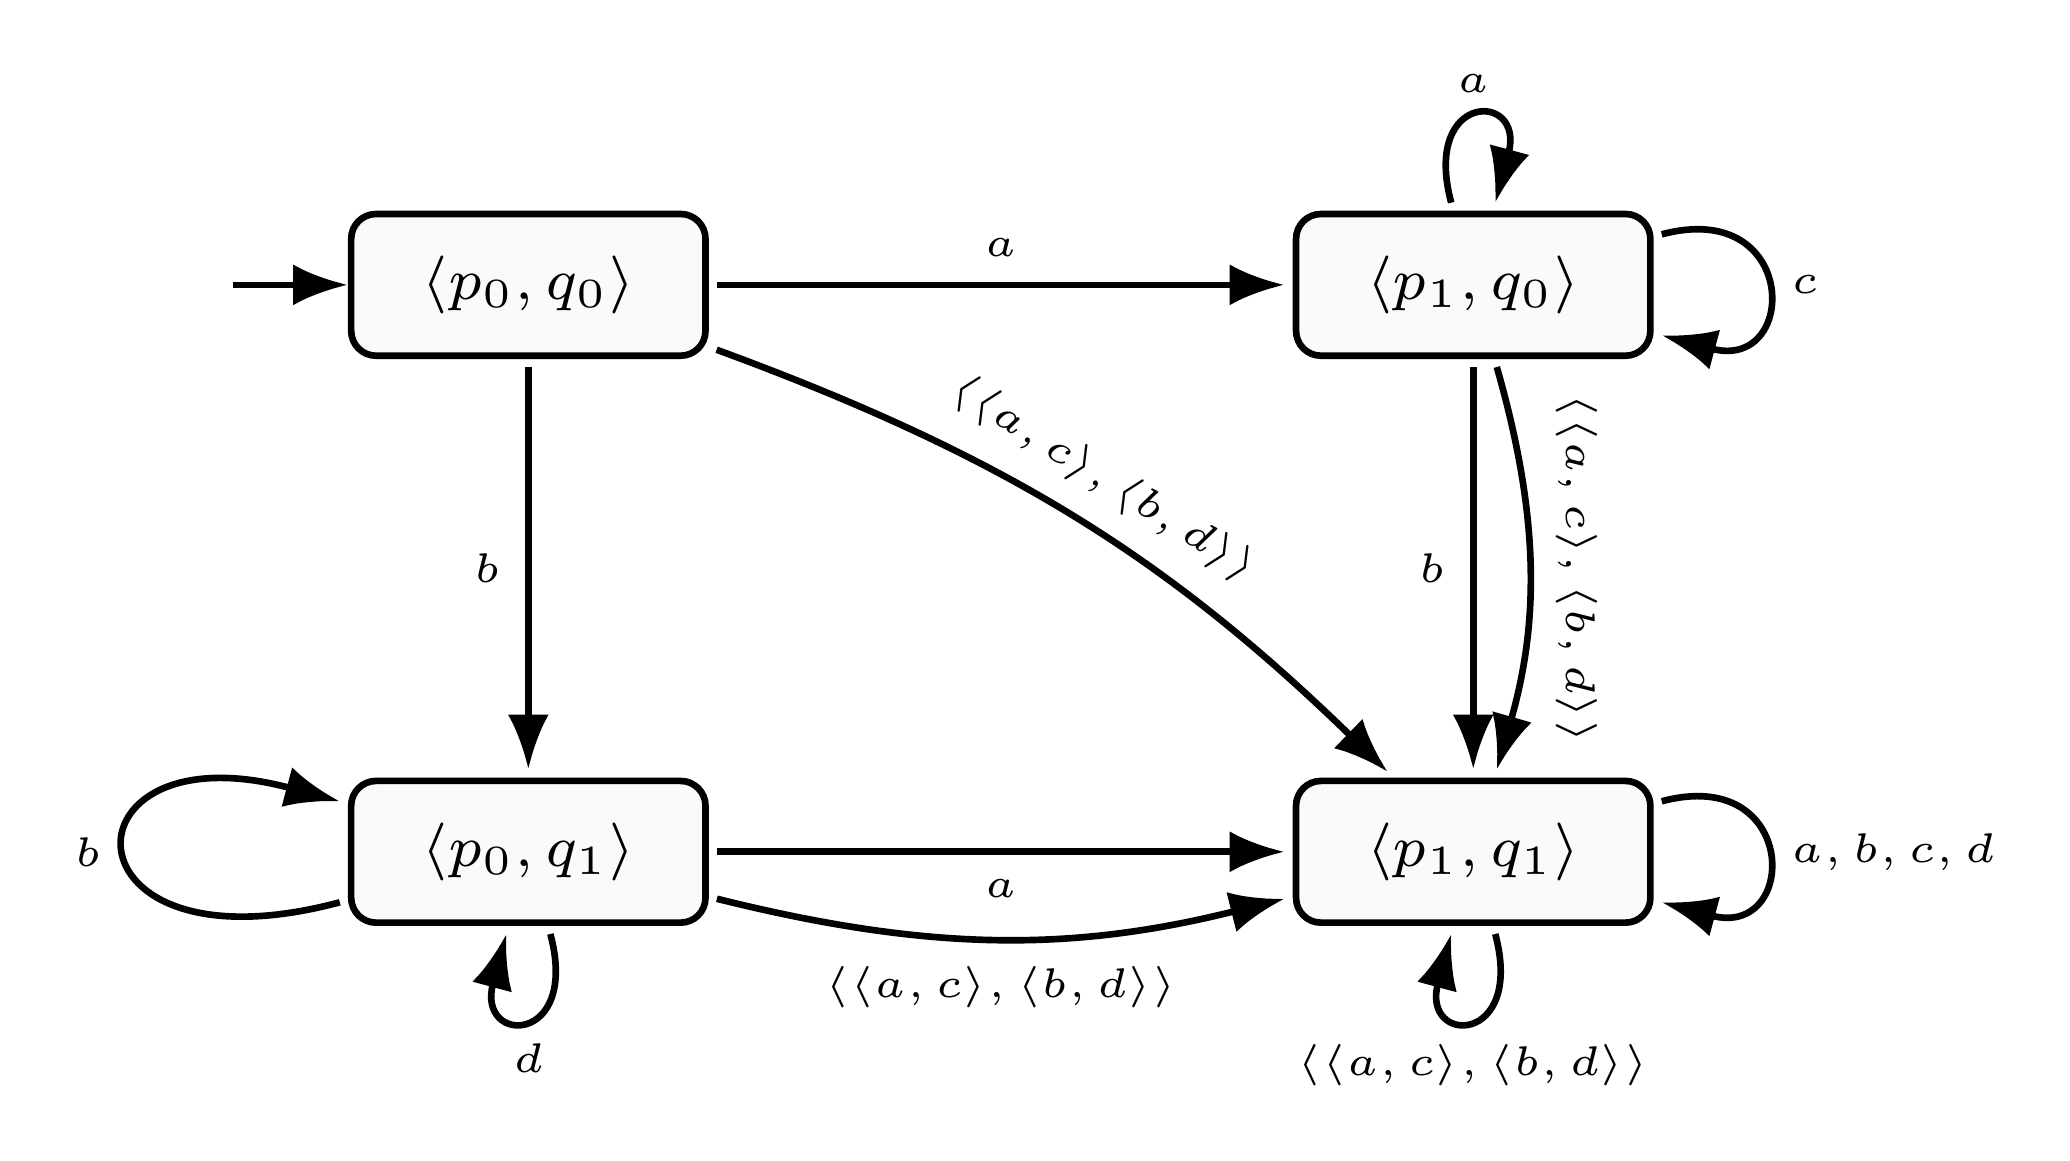 a
⟨p₀, q₀⟩
a
⟨p₁, q₀⟩
c
⟨⟨a, c⟩, ⟨b, d⟩⟩
⟨⟨a, c⟩, ⟨b, d⟩⟩
b
b
b
⟨p₀, q₁⟩
a
⟨p₁, q₁⟩
a, b, c, d
⟨⟨a, c⟩, ⟨b, d⟩⟩
d
⟨⟨a, c⟩, ⟨b, d⟩⟩